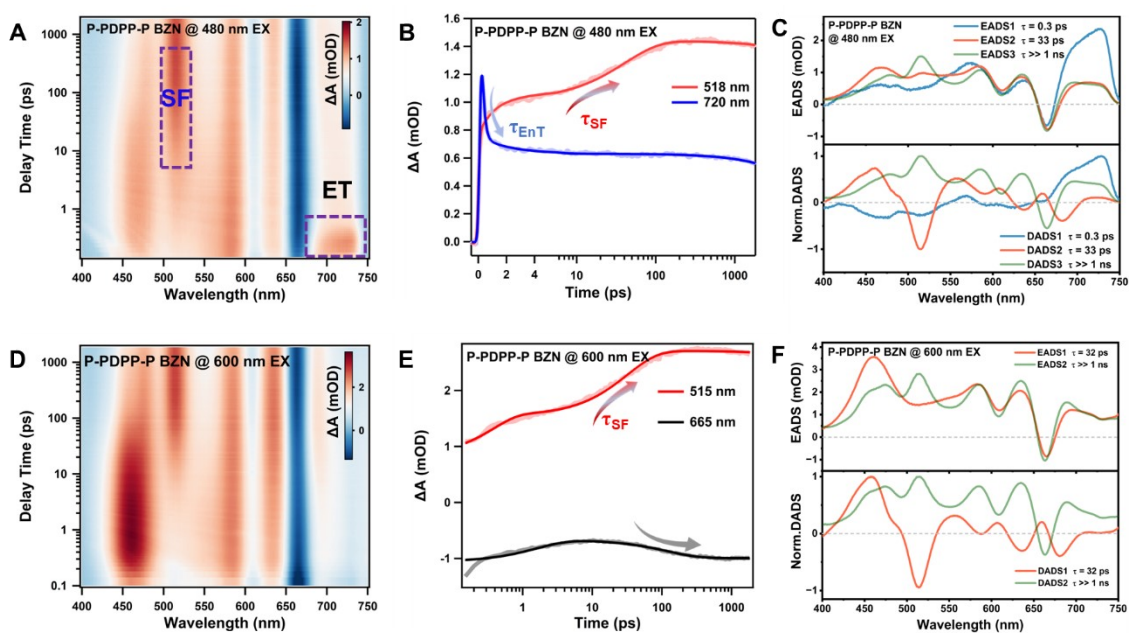 A
P-PDPP-P BZN @ 480 nm EX
SF
ET
ΔA (mOD)
2
1
0
Delay Time (ps)
1000
100
10
1
400 450 500 550 600 650 700 750
Wavelength (nm)
B
P-PDPP-P BZN @ 480 nm EX
518 nm
720 nm
τEnT
τSF
ΔA (mOD)
1.6
1.4
1.2
1.0
0.8
0.6
0.4
0.2
0.0
0 2 4 10 100 1000
Time (ps)
C
P-PDPP-P BZN
@ 480 nm EX
EADS1 τ = 0.3 ps
EADS2 τ = 33 ps
EADS3 τ >> 1 ns
EADS (mOD)
2
1
0
1
Norm.DADS
1
0
1
DADS1 τ = 0.3 ps
DADS2 τ = 33 ps
DADS3 τ >> 1 ns
400 450 500 550 600 650 700 750
Wavelength (nm)
D
P-PDPP-P BZN @ 600 nm EX
ΔA (mOD)
2
0
Delay Time (ps)
1000
100
10
1
0.1
400 450 500 550 600 650 700 750
Wavelength (nm)
E
P-PDPP-P BZN @ 600 nm EX
515 nm
665 nm
τSF
ΔA (mOD)
2
1
0
-1
1 10 100 1000
Time (ps)
F
P-PDPP-P BZN @ 600 nm EX
EADS1 τ = 32 ps
EADS2 τ >> 1 ns
EADS (mOD)
4
3
2
1
0
-1
Norm.DADS
1
0
1
DADS1 τ = 32 ps
DADS2 τ >> 1 ns
400 450 500 550 600 650 700 750
Wavelength (nm)